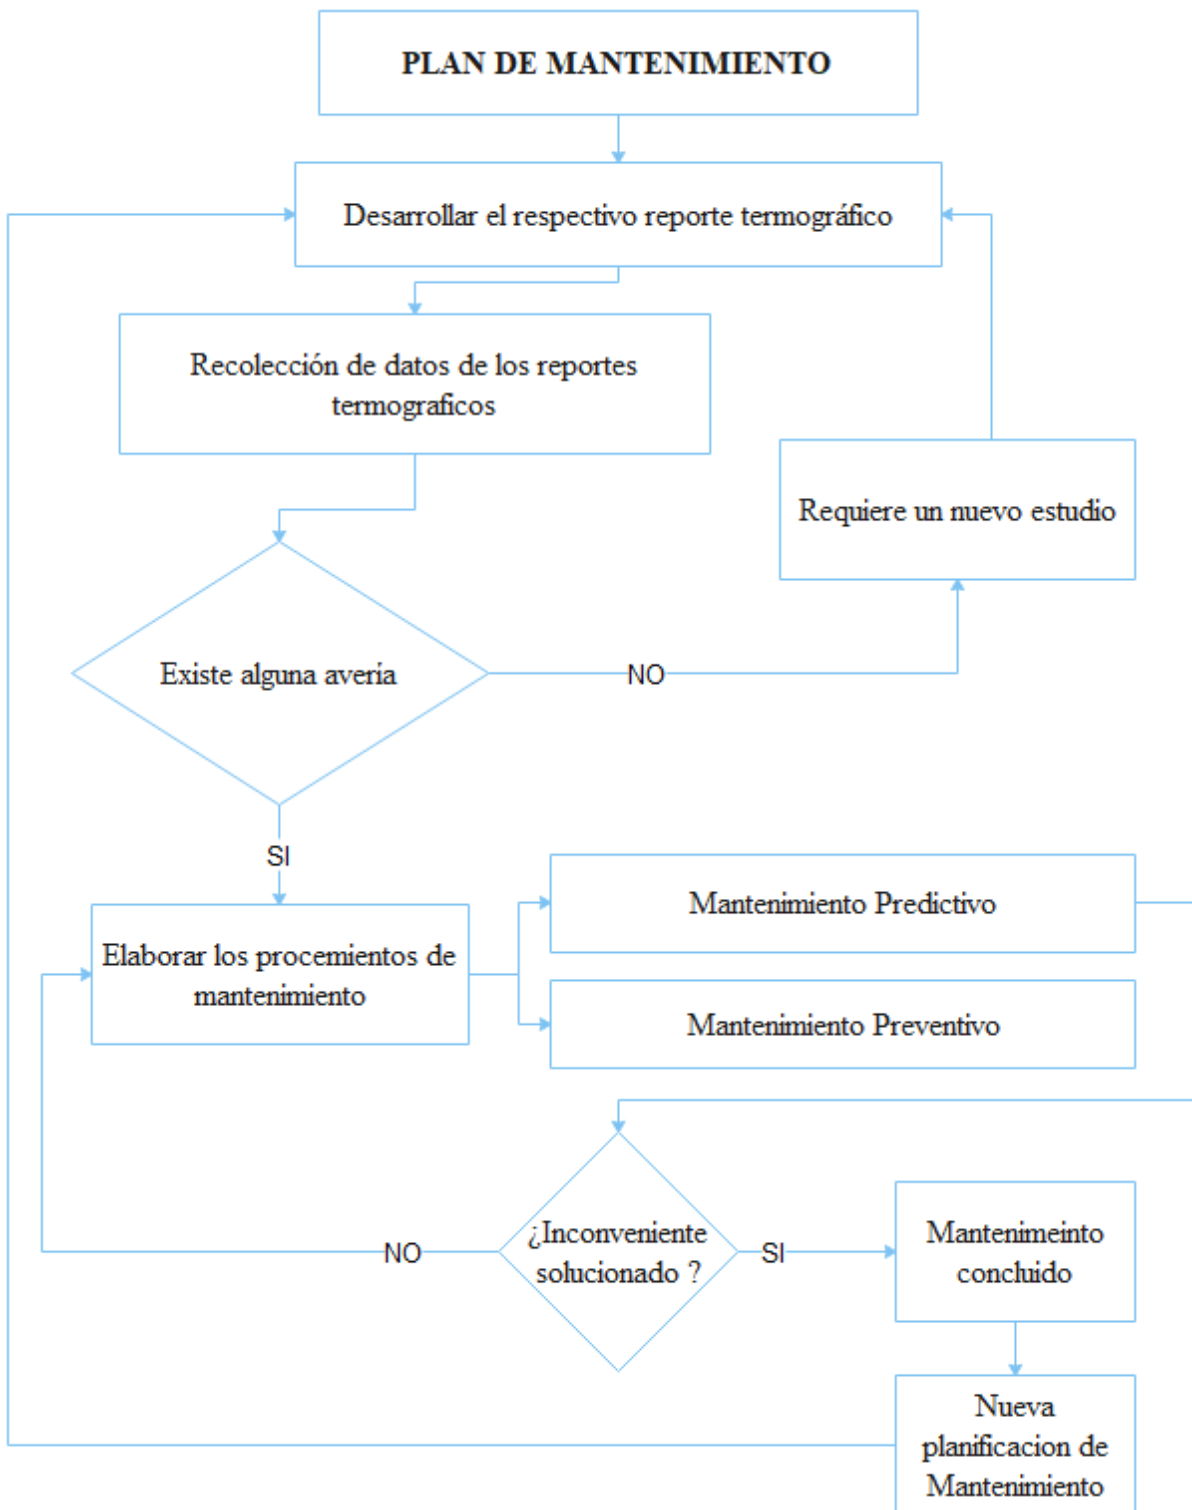 PLAN DE MANTENIMIENTO
Desarrollar el respectivo reporte termográfico
Recolección de datos de los reportes
termograficos
Requiere un nuevo estudio
Existe alguna avería
NO
SI
Mantenimiento Predictivo
Elaborar los procemientos de
mantenimiento
Mantenimiento Preventivo
¿Inconveniente
solucionado ?
NO
SI
Mantenimeinto
concluido
Nueva
planificacion de
Mantenimiento